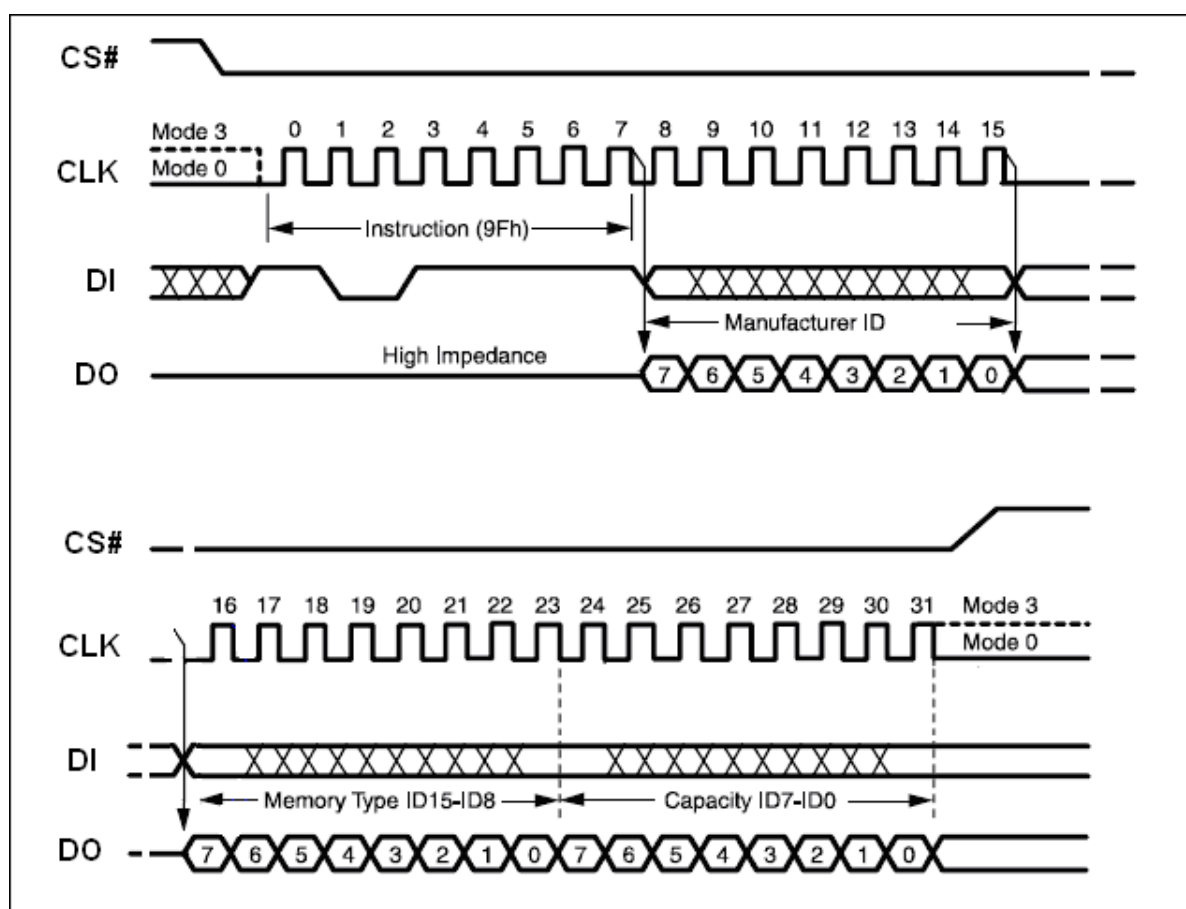 CS#
Mode 3
0 1 2 3 4 5 6 7 8 9 10 11 12 13 14 15
CLK
Mode 0
Instruction (9Fh)
DI
Manufacturer ID
High Impedance
DO
7 6 5 4 3 2 1 0
CS#
16 17 18 19 20 21 22 23 24 25 26 27 28 29 30 31
Mode 3
CLK
Mode 0
DI
Memory Type ID15-ID8
Capacity ID7-ID0
DO
7 6 5 4 3 2 1 0 7 6 5 4 3 2 1 0